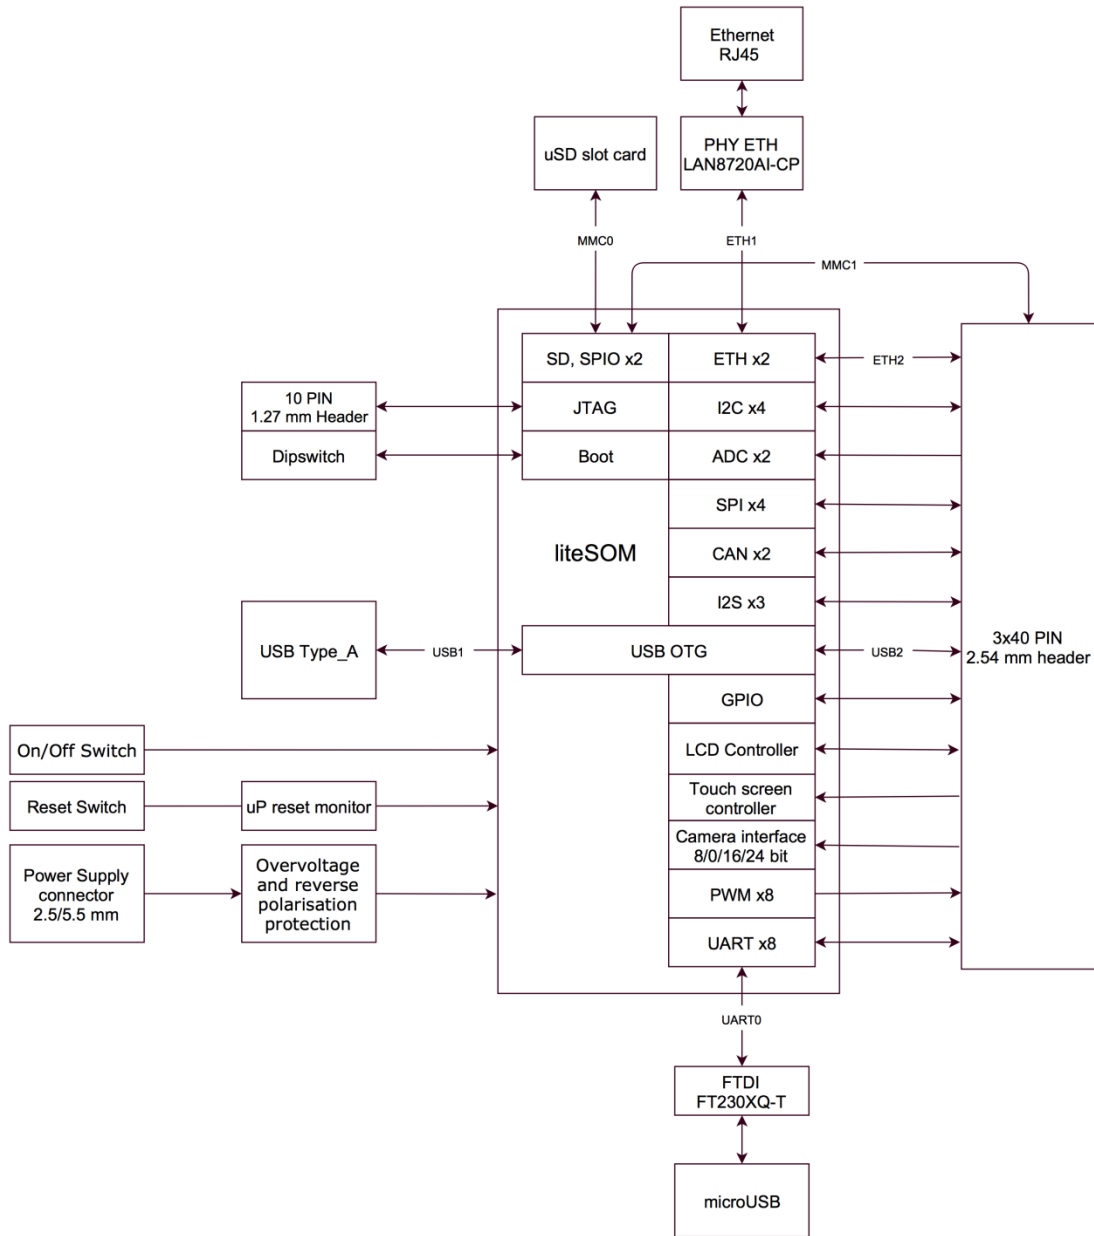 Ethernet
RJ45
uSD slot card
PHY ETH
LAN8720AI-CP
MMC0
ETH1
MMC1
SD, SPIO x2
ETH x2
ETH2
10 PIN
1.27 mm Header
JTAG
I2C x4
Dipswitch
Boot
ADC x2
SPI x4
liteSOM
CAN x2
I2S x3
USB Type_A
USB1
USB OTG
USB2
3x40 PIN
2.54 mm header
GPIO
On/Off Switch
LCD Controller
Reset Switch
uP reset monitor
Touch screen
controller
Camera interface
8/0/16/24 bit
Power Supply
connector
2.5/5.5 mm
Overvoltage
and reverse
polarisation
protection
PWM x8
UART x8
UART0
FTDI
FT230XQ-T
microUSB